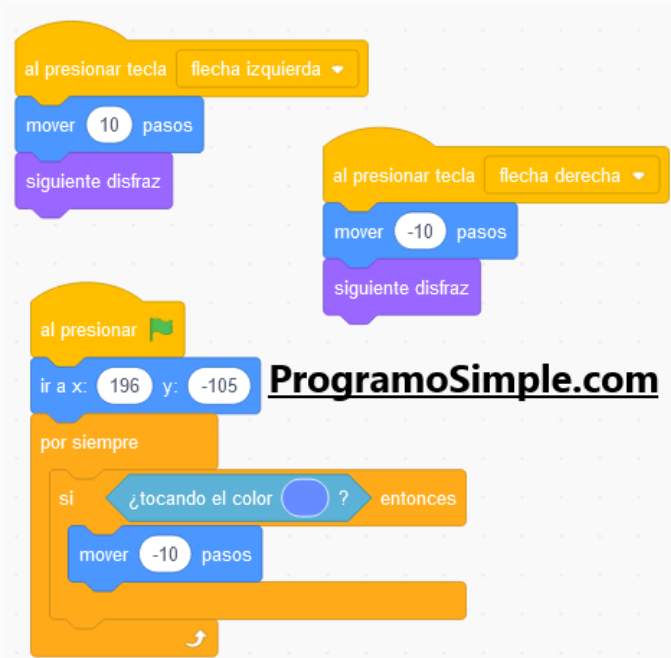 al presionar tecla flecha izquierda
mover 10 pasos
siguiente disfraz
al presionar tecla flecha derecha
mover -10 pasos
siguiente disfraz
al presionar
ir a x: 196 y: -105
ProgramoSimple.com
por siempre
si ¿tocando el color ? entonces
mover -10 pasos